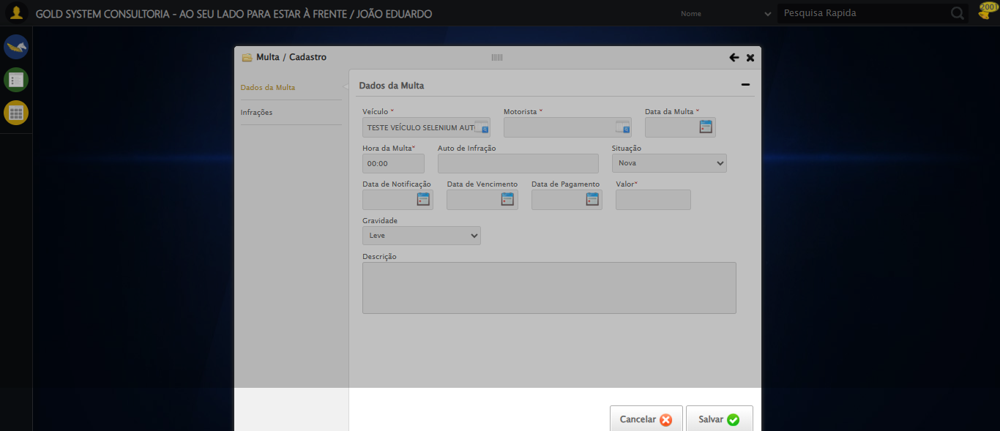 GOLD SYSTEM CONSULTORIA - AO SEU LADO PARA ESTAR À FRENTE / JOÃO EDUARDO
Nome
Pesquisa Rapida
2001
Multa / Cadastro
Dados da Multa
Infrações
Dados da Multa
Veículo * Motorista * Data da Multa *
TESTE VEÍCULO SELENIUM AUT
Hora da Multa* Auto de Infração Situação
00:00 Nova
Data de Notificação Data de Vencimento Data de Pagamento Valor*
Gravidade
Leve
Descrição
Cancelar Salvar